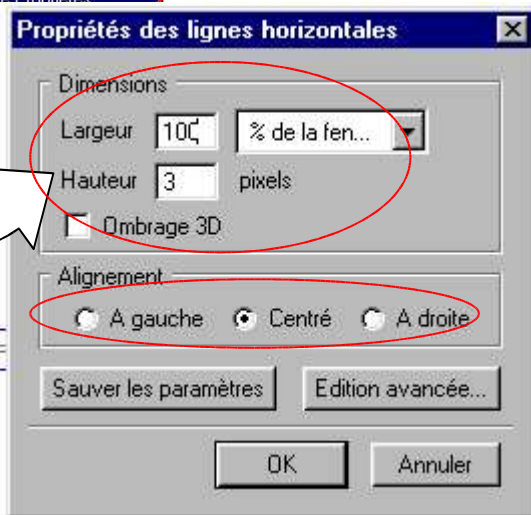 Propriétés des lignes horizontales
Dimensions
Largeur 100 % de la fen...
Hauteur 3 pixels
Ombrage 3D
Alignement
A gauche Centré A droite
Sauver les paramètres Edition avancée...
OK Annuler